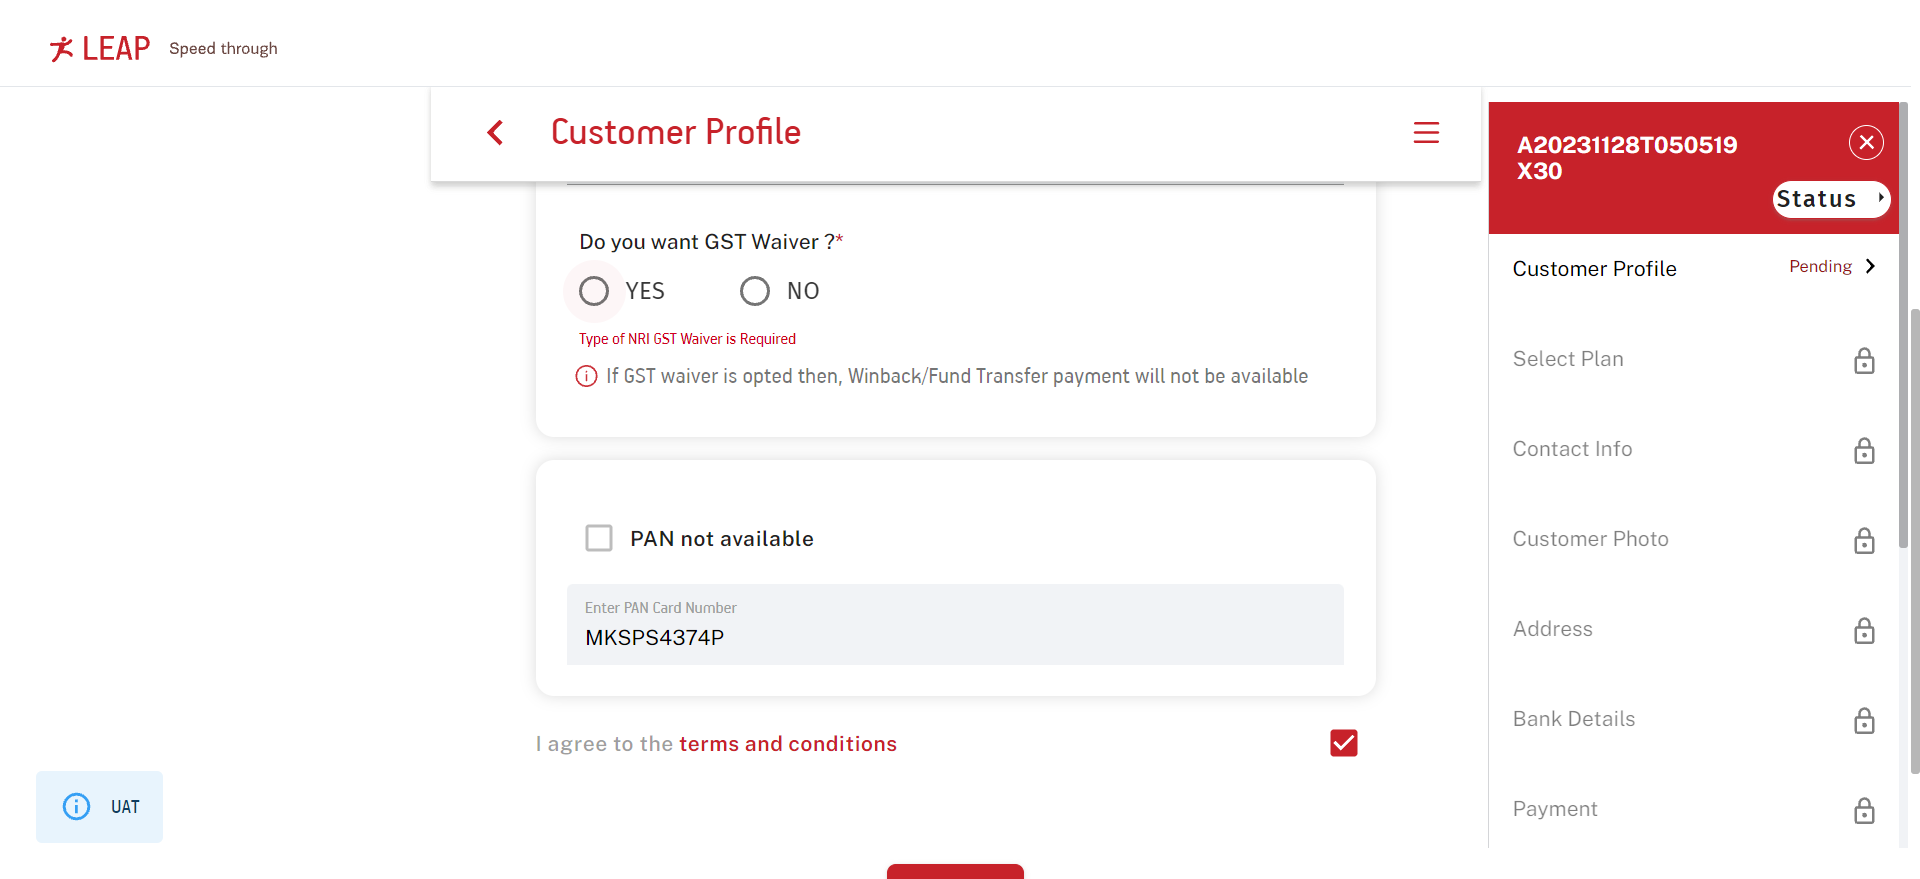 LEAP Speed through
Customer Profile
Do you want GST Waiver ?*
YES NO
Type of NRI GST Waiver is Required
If GST waiver is opted then, Winback/Fund Transfer payment will not be available
PAN not available
Enter PAN Card Number
MKSPS4374P
I agree to the terms and conditions
UAT
A20231128T050519
X30
Status
Customer Profile Pending
Select Plan
Contact Info
Customer Photo
Address
Bank Details
Payment